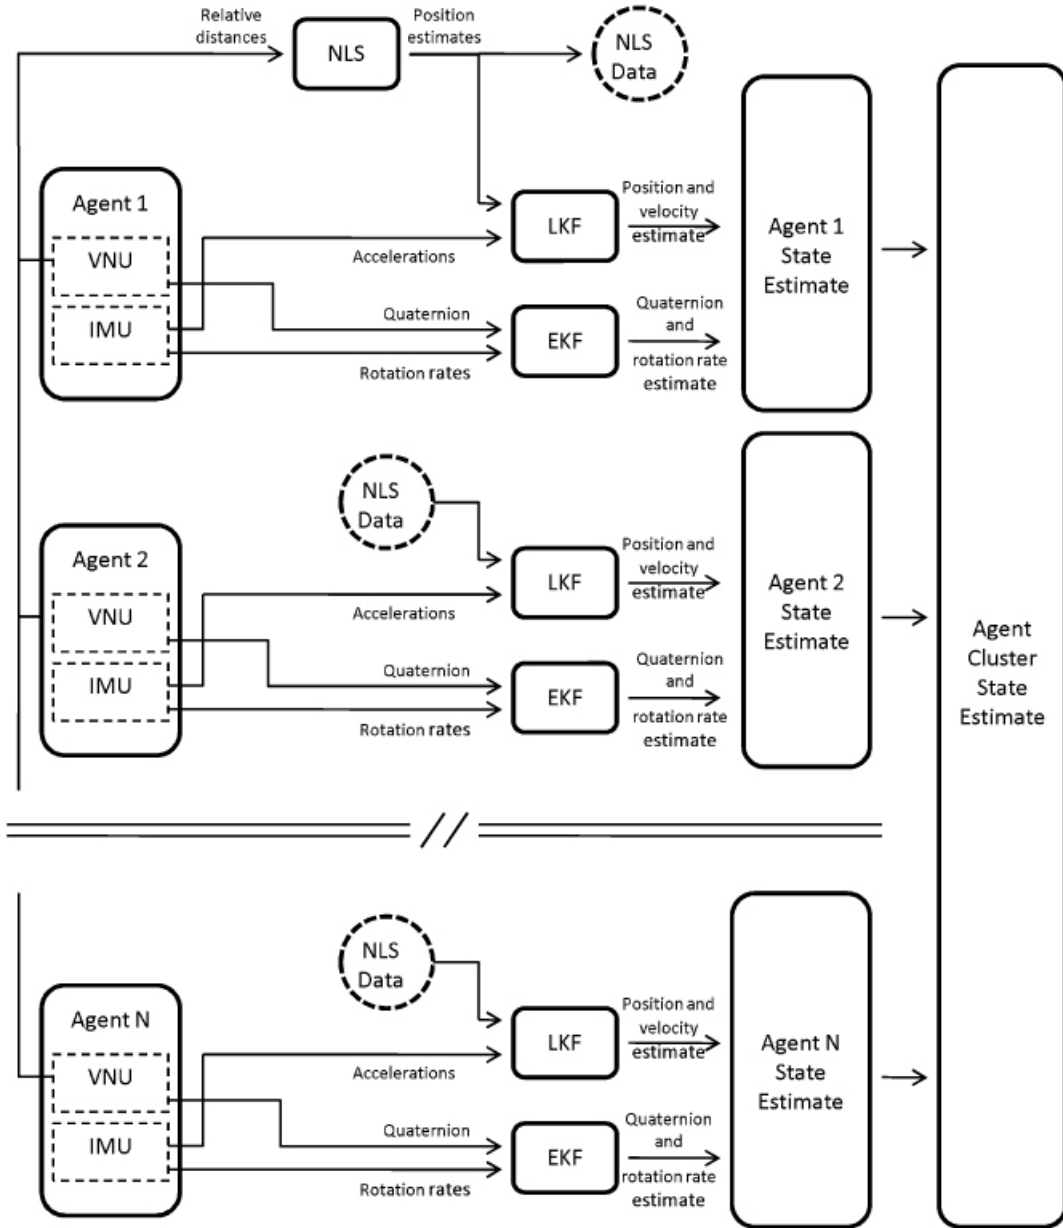 Relative
distances
NLS
Position
estimates
NLS
Data
Agent 1
VNU
IMU
Accelerations
Quaternion
Rotation rates
LKF
EKF
Position and
velocity
estimate
Quaternion
and
rotation rate
estimate
Agent 1
State
Estimate
NLS
Data
Agent 2
VNU
IMU
Accelerations
Quaternion
Rotation rates
LKF
EKF
Position and
velocity
estimate
Quaternion
and
rotation rate
estimate
Agent 2
State
Estimate
Agent
Cluster
State
Estimate
NLS
Data
Agent N
VNU
IMU
Accelerations
Quaternion
Rotation rates
LKF
EKF
Position and
velocity
estimate
Quaternion
and
rotation rate
estimate
Agent N
State
Estimate